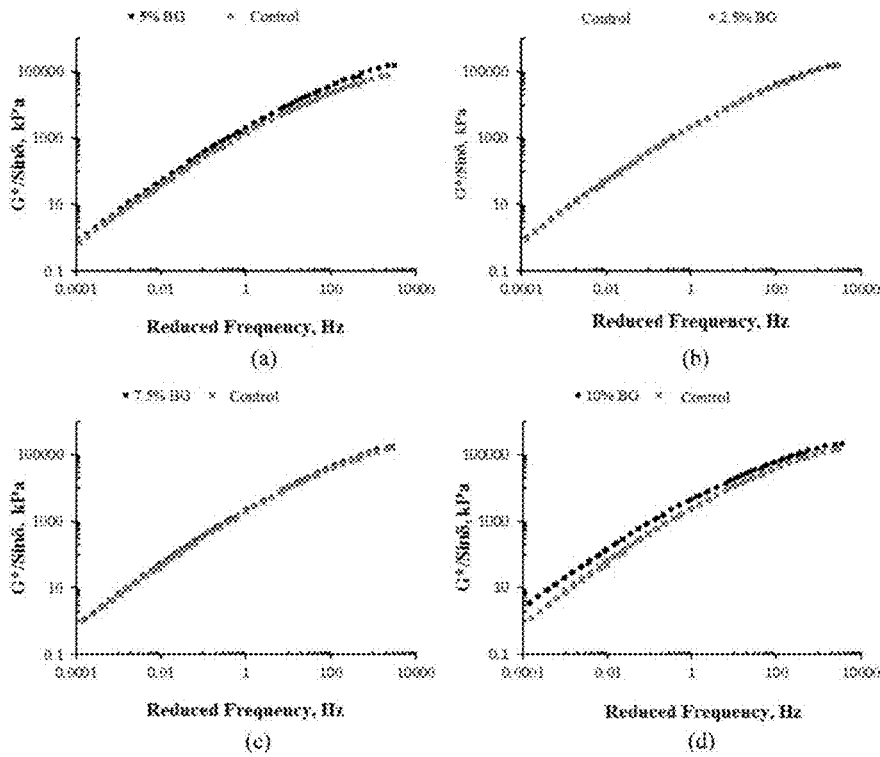 5% BG Control
Control 2.5% BG
G*/Sinδ, kPa
100000
1000
10
0.1
0.0001 0.01 1 100 10000
Reduced Frequency, Hz
(a)
G*/Sinδ, kPa
100000
1000
10
0.1
0.0001 0.01 1 100 10000
Reduced Frequency, Hz
(b)
7.5% BG Control
10% BG Control
G*/Sinδ, kPa
100000
1000
10
0.1
0.0001 0.01 1 100 10000
Reduced Frequency, Hz
(c)
G*/Sinδ, kPa
100000
1000
10
0.1
0.0001 0.01 1 100 10000
Reduced Frequency, Hz
(d)